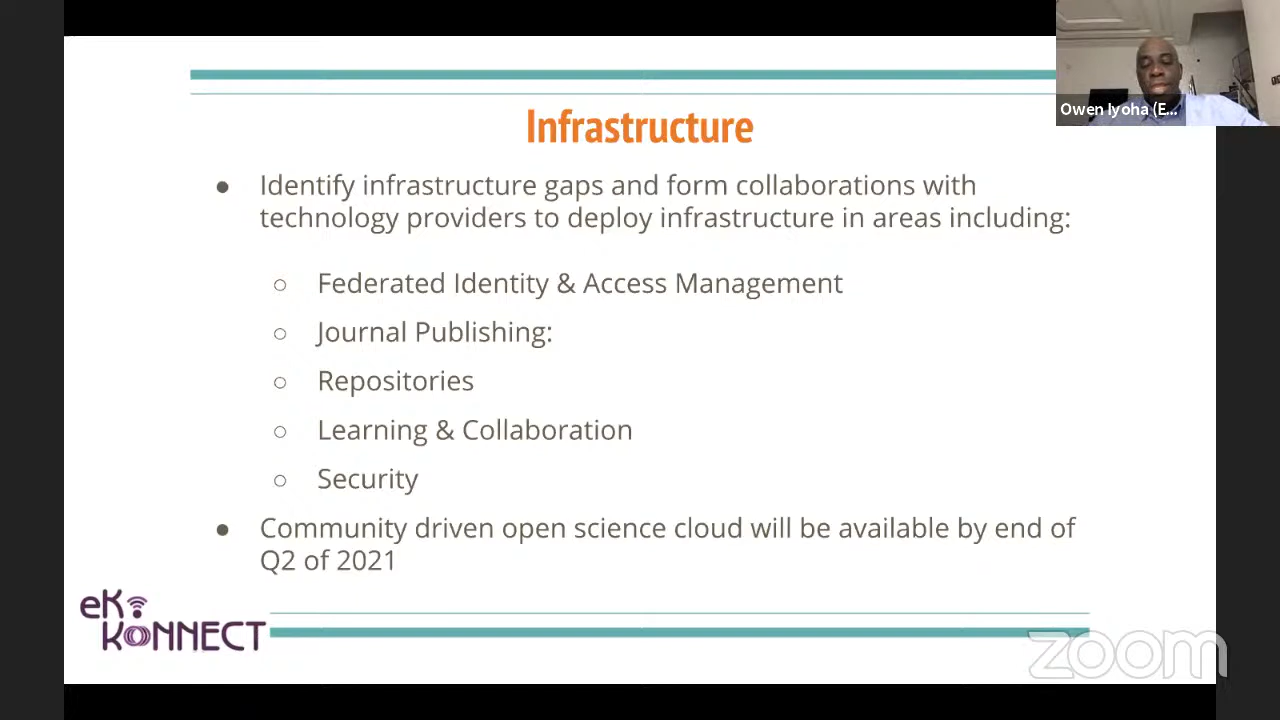 Infrastructure
Owen Iyoha (E...
● Identify infrastructure gaps and form collaborations with
technology providers to deploy infrastructure in areas including:
○ Federated Identity & Access Management
○ Journal Publishing:
○ Repositories
○ Learning & Collaboration
○ Security
● Community driven open science cloud will be available by end of
Q2 of 2021
eKo
KONNECT
zoom